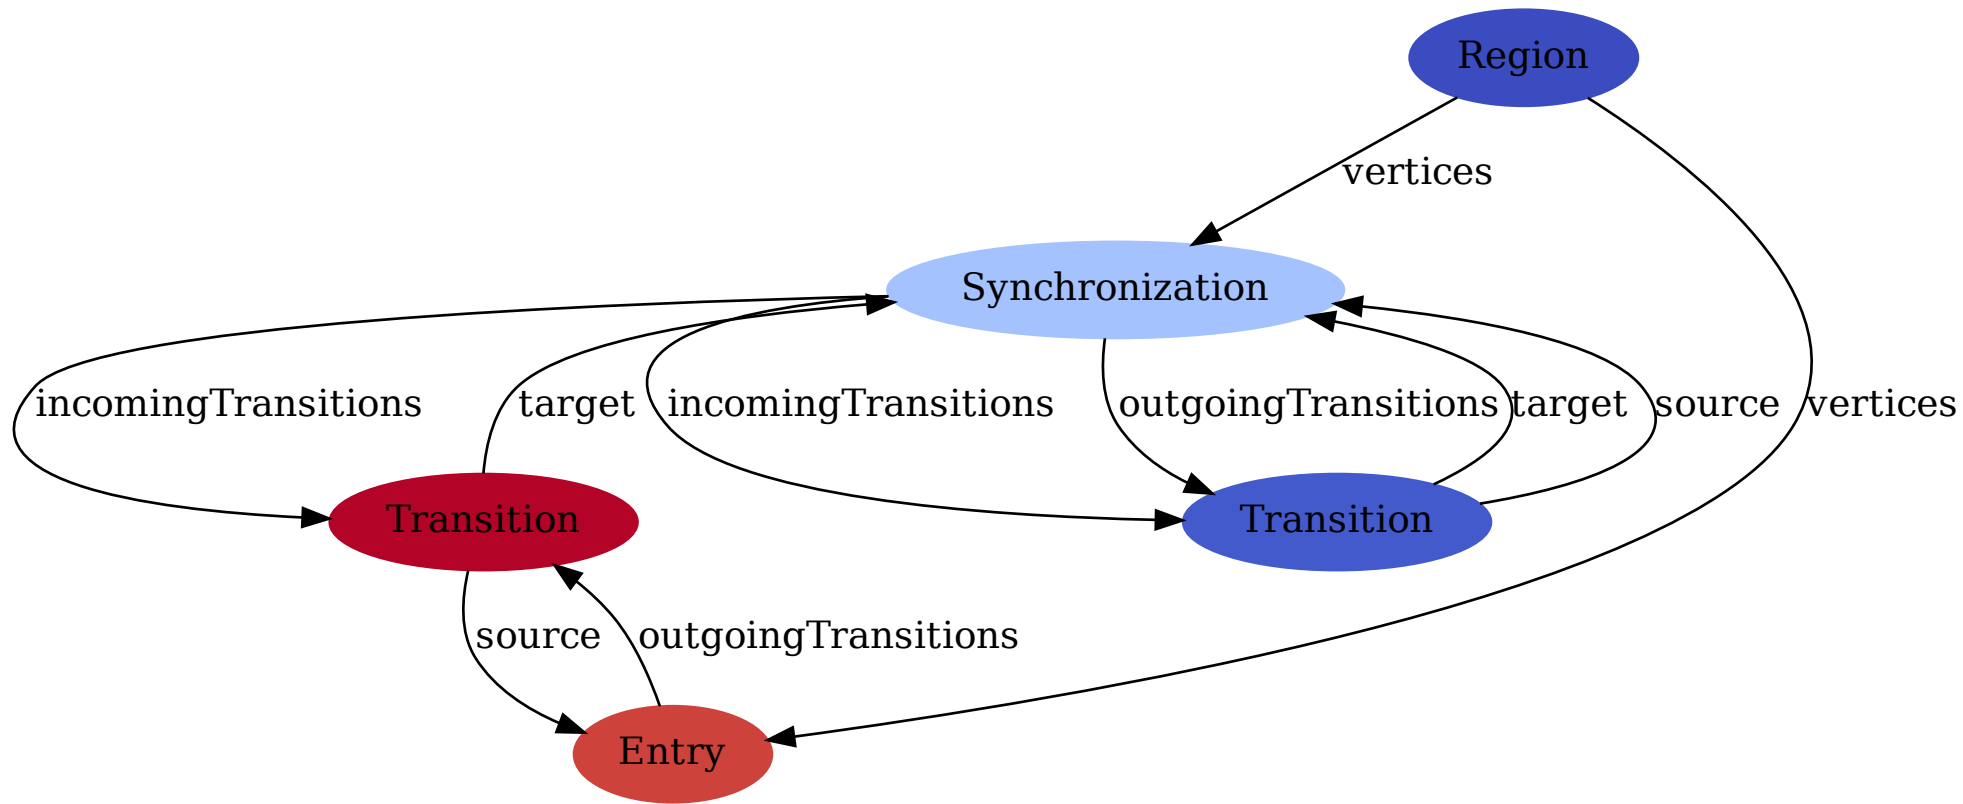 Region
vertices
Synchronization
incomingTransitions
target
incomingTransitions
outgoingTransitions
target
source
vertices
Transition
Transition
source
outgoingTransitions
Entry